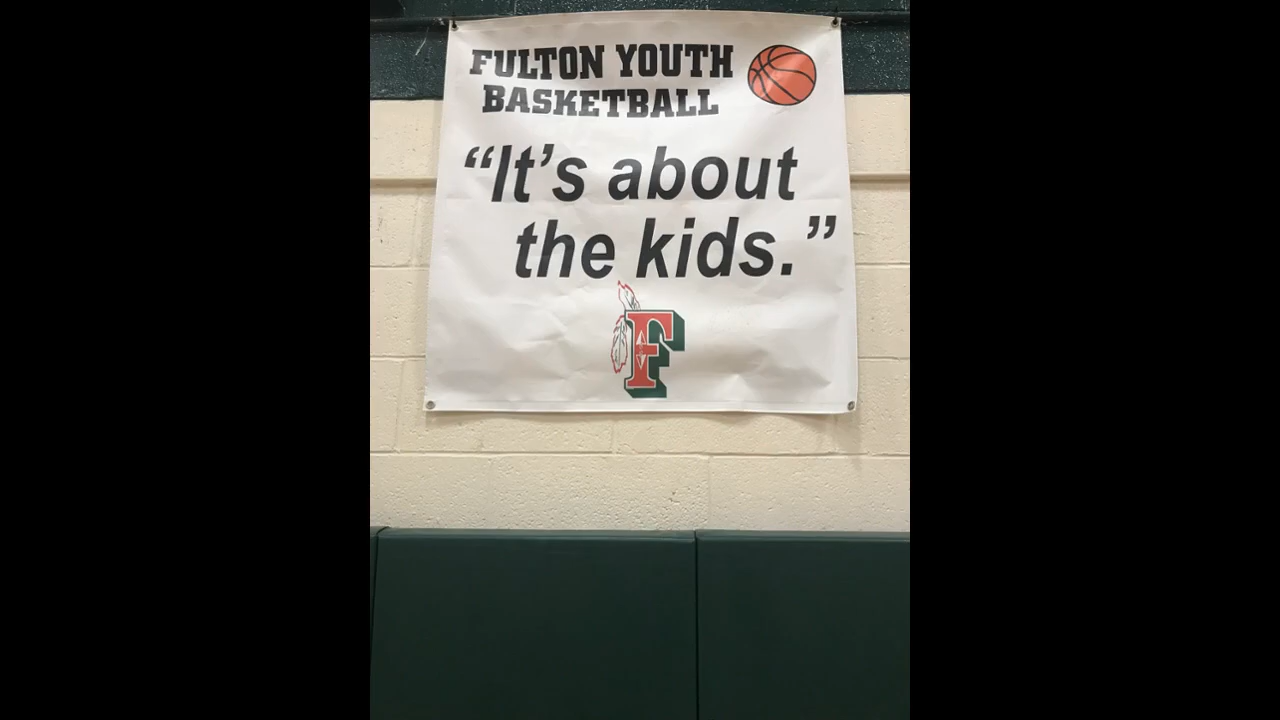 FULTON YOUTH
BASKETBALL
“It’s about
the kids.”
F